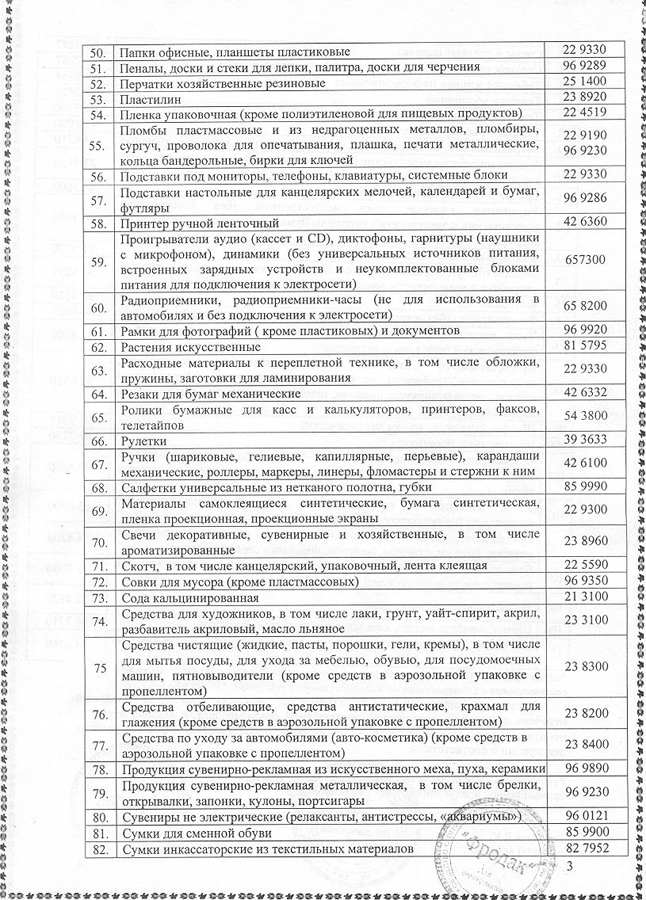 50. Папки офисные, планшеты пластиковые 22 9330
51. Пеналы, доски и стеки для лепки, палитра, доски для черчения 96 9289
52. Перчатки хозяйственные резиновые 25 1400
53. Пластилин 23 8920
54. Пленка упаковочная (кроме полиэтиленовой для пищевых продуктов) 22 4519
55. Пломбы пластмассовые и из недрагоценных металлов, пломбиры,
сургуч, проволока для опечатывания, плашка, печати металлические,
кольца бандерольные, бирки для ключей
22 9190
96 9230
56. Подставки под мониторы, телефоны, клавиатуры, системные блоки 22 9330
57. Подставки настольные для канцелярских мелочей, календарей и бумаг,
футляры
96 9286
58. Принтер ручной ленточный 42 6360
59. Проигрыватели аудио (кассет и CD), диктофоны, гарнитуры (наушники
с микрофоном), динамики (без универсальных источников питания,
встроенных зарядных устройств и неукомплектованные блоками
питания для подключения к электросети)
657300
60. Радиоприемники, радиоприемники-часы (не для использования в
автомобилях и без подключения к электросети)
65 8200
61. Рамки для фотографий ( кроме пластиковых) и документов 96 9920
62. Растения искусственные 81 5795
63. Расходные материалы к переплетной технике, в том числе обложки,
пружины, заготовки для ламинирования
22 9330
64. Резаки для бумаг механические 42 6332
65. Ролики бумажные для касс и калькуляторов, принтеров, факсов,
телетайпов
54 3800
66. Рулетки 39 3633
67. Ручки (шариковые, гелиевые, капиллярные, перьевые), карандаши
механические, роллеры, маркеры, линеры, фломастеры и стержни к ним
42 6100
68. Салфетки универсальные из нетканого полотна, губки 85 9990
69. Материалы самоклеящиеся синтетические, бумага синтетическая,
пленка проекционная, проекционные экраны
22 9300
70. Свечи декоративные, сувенирные и хозяйственные, в том числе
ароматизированные
23 8960
71. Скотч, в том числе канцелярский, упаковочный, лента клеящая 22 5590
72. Совки для мусора (кроме пластмассовых) 96 9350
73. Сода кальцинированная 21 3100
74. Средства для художников, в том числе лаки, грунт, уайт-спирит, акрил,
разбавитель акриловый, масло льняное
23 3100
75 Средства чистящие (жидкие, пасты, порошки, гели, кремы), в том числе
для мытья посуды, для ухода за мебелью, обувью, для посудомоечных
машин, пятновыводители (кроме средств в аэрозольной упаковке с
пропеллентом)
23 8300
76. Средства отбеливающие, средства антистатические, крахмал для
глажения (кроме средств в аэрозольной упаковке с пропеллентом)
23 8200
77. Средства по уходу за автомобилями (авто-косметика) (кроме средств в
аэрозольной упаковке с пропеллентом)
23 8400
78. Продукция сувенирно-рекламная из искусственного меха, пуха, керамики 96 9890
79. Продукция сувенирно-рекламная металлическая, в том числе брелки,
открывалки, запонки, кулоны, портсигары
96 9230
80. Сувениры не электрические (релаксанты, антистрессы, «аквариумы») 96 0121
81. Сумки для сменной обуви 85 9900
82. Сумки инкассаторские из текстильных материалов 82 7952
"Фродак"
3